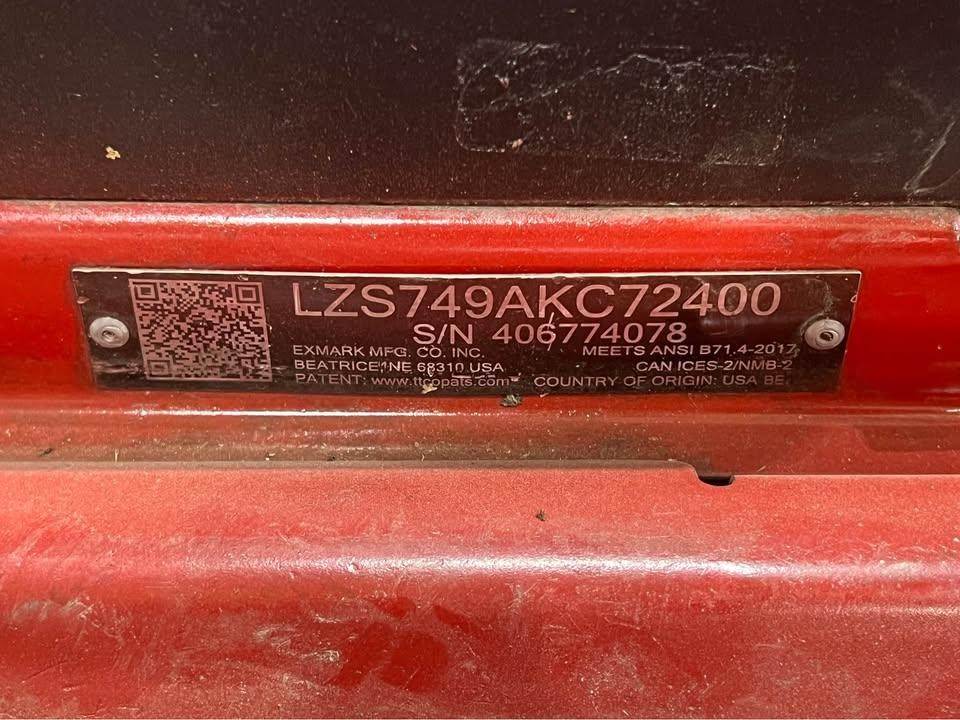 LZS749AKC72400
S/N 406774078
EXMARK MFG. CO. INC.
MEETS ANSI B71.4-2017
BEATRICE NE 68310 USA
CAN ICES-2/NMB-2
PATENT: www.ttcopats.com
COUNTRY OF ORIGIN: USA BE